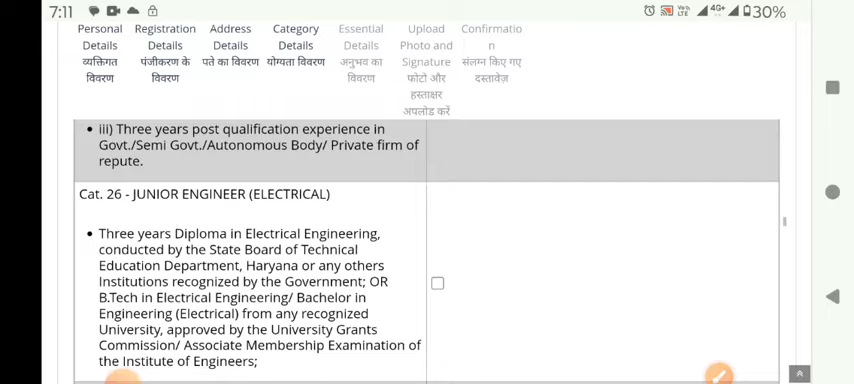 7:11
VoLTE 4G+ 30%
Personal Details व्यक्तिगत विवरण
Registration Details पंजीकरण के विवरण
Address Details पते का विवरण
Category Details योग्यता विवरण
Essential Details अनुभव का विवरण
Upload Photo and Signature फोटो और हस्ताक्षर अपलोड करें
Confirmatio n संलग्न किए गए दस्तावेज़
iii) Three years post qualification experience in
Govt./Semi Govt./Autonomous Body/ Private firm of
repute.
Cat. 26 - JUNIOR ENGINEER (ELECTRICAL)
Three years Diploma in Electrical Engineering,
conducted by the State Board of Technical
Education Department, Haryana or any others
Institutions recognized by the Government; OR
B.Tech in Electrical Engineering/ Bachelor in
Engineering (Electrical) from any recognized
University, approved by the University Grants
Commission/ Associate Membership Examination of
the Institute of Engineers;